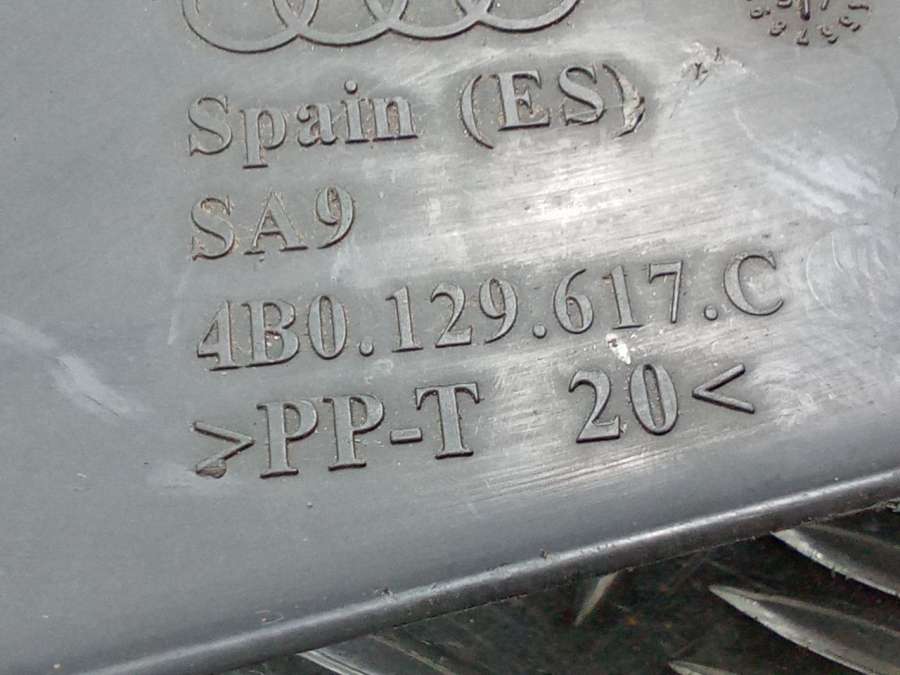 Spain (ES)
SA9
4B0.129.617.C
>PP-T 20<